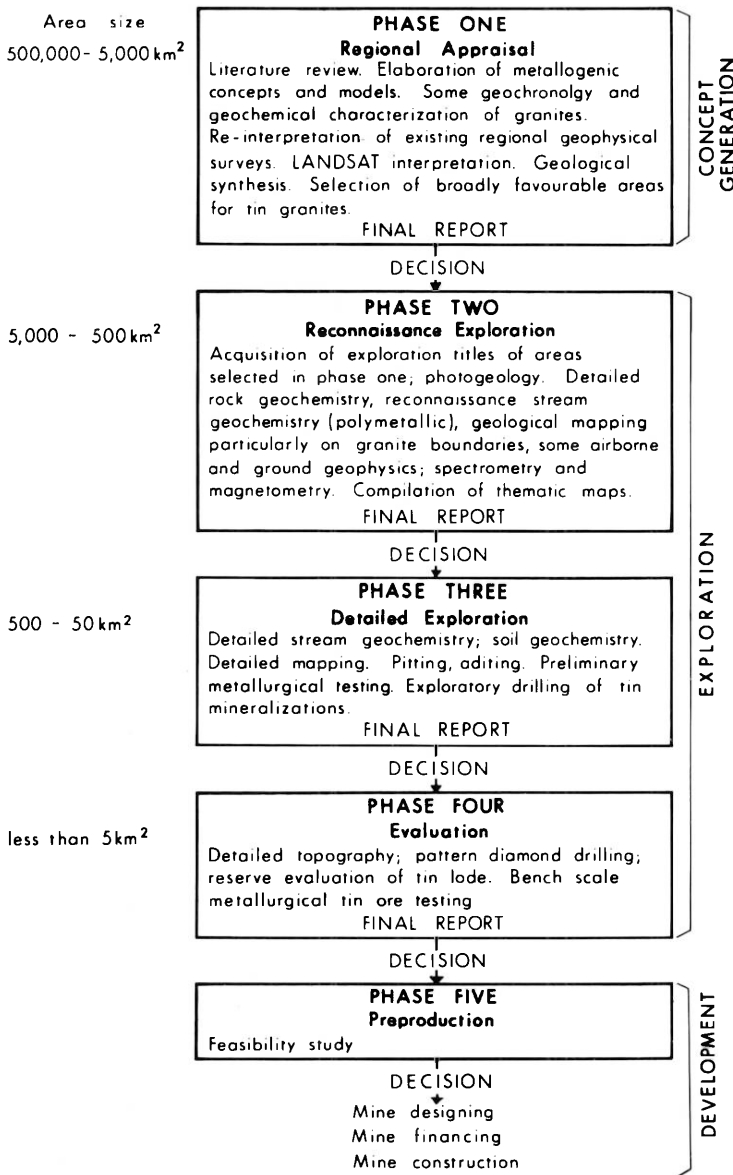 Area size
500,000 - 5,000 km²
PHASE ONE
Regional Appraisal
Literature review. Elaboration of metallogenic
concepts and models. Some geochronolgy and
geochemical characterization of granites.
Re-interpretation of existing regional geophysical
surveys. LANDSAT interpretation. Geological
synthesis. Selection of broadly favourable areas
for tin granites.
FINAL REPORT
CONCEPT
GENERATION
DECISION
5,000 - 500 km²
PHASE TWO
Reconnaissance Exploration
Acquisition of exploration titles of areas
selected in phase one; photogeology. Detailed
rock geochemistry, reconnaissance stream
geochemistry (polymetallic), geological mapping
particularly on granite boundaries, some airborne
and ground geophysics; spectrometry and
magnetometry. Compilation of thematic maps.
FINAL REPORT
DECISION
500 - 50 km²
PHASE THREE
Detailed Exploration
Detailed stream geochemistry; soil geochemistry.
Detailed mapping. Pitting, aditing. Preliminary
metallurgical testing. Exploratory drilling of tin
mineralizations.
FINAL REPORT
EXPLORATION
DECISION
less than 5 km²
PHASE FOUR
Evaluation
Detailed topography; pattern diamond drilling;
reserve evaluation of tin lode. Bench scale
metallurgical tin ore testing
FINAL REPORT
DECISION
PHASE FIVE
Preproduction
Feasibility study
DECISION
Mine designing
Mine financing
Mine construction
DEVELOPMENT